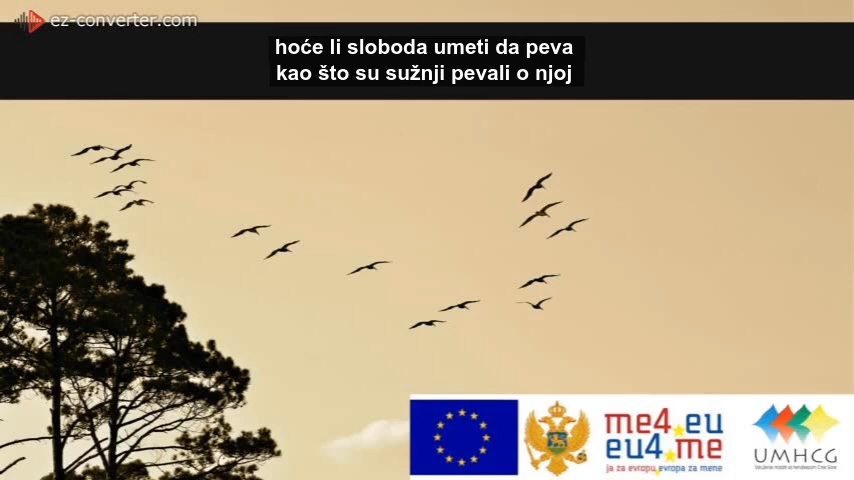 ez-converter.com
hoće li sloboda umeti da peva
kao što su sužnji pevali o njoj
me4.eu
eu4.me
ja za evropu evropa za mene
UMHCG